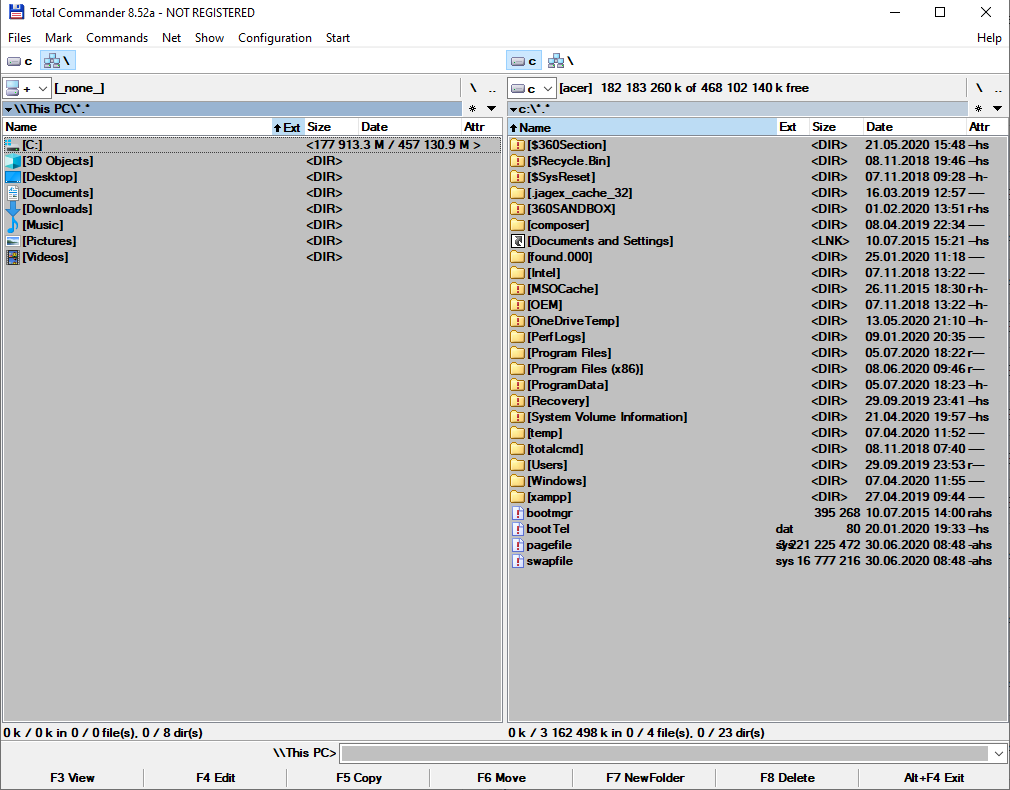 Total Commander 8.52a - NOT REGISTERED
Files Mark Commands Net Show Configuration Start Help
c \ c \
+ [_none_] \ .. c [acer] 182 183 260 k of 468 102 140 k free \ ..
\\This PC\*.* * c:\*.* *
Name Ext Size Date Attr Name Ext Size Date Attr
[C:] <177 913.3 M / 457 130.9 M >
[3D Objects] <DIR>
[Desktop] <DIR>
[Documents] <DIR>
[Downloads] <DIR>
[Music] <DIR>
[Pictures] <DIR>
[Videos] <DIR>
[$360Section] <DIR> 21.05.2020 15:48 --hs
[$Recycle.Bin] <DIR> 08.11.2018 19:46 --hs
[$SysReset] <DIR> 07.11.2018 09:28 --h-
[.jagex_cache_32] <DIR> 16.03.2019 12:57 ----
[360SANDBOX] <DIR> 01.02.2020 13:51 r-hs
[composer] <DIR> 08.04.2019 22:34 ----
[Documents and Settings] <LNK> 10.07.2015 15:21 --hs
[found.000] <DIR> 25.01.2020 11:18 ----
[Intel] <DIR> 07.11.2018 13:22 ----
[MSOCache] <DIR> 26.11.2015 18:30 r-h-
[OEM] <DIR> 07.11.2018 13:22 --h-
[OneDriveTemp] <DIR> 13.05.2020 21:10 --h-
[PerfLogs] <DIR> 09.01.2020 20:35 ----
[Program Files] <DIR> 05.07.2020 18:22 r---
[Program Files (x86)] <DIR> 08.06.2020 09:46 r---
[ProgramData] <DIR> 05.07.2020 18:23 --h-
[Recovery] <DIR> 29.09.2019 23:41 --hs
[System Volume Information] <DIR> 21.04.2020 19:57 --hs
[temp] <DIR> 07.04.2020 11:52 ----
[totalcmd] <DIR> 08.11.2018 07:40 ----
[Users] <DIR> 29.09.2019 23:53 r---
[Windows] <DIR> 07.04.2020 11:55 ----
[xampp] <DIR> 27.04.2019 09:44 ----
bootmgr 395 268 10.07.2015 14:00 rahs
bootTel dat 80 20.01.2020 19:33 --hs
pagefile sys 3 221 225 472 30.06.2020 08:48 -ahs
swapfile sys 16 777 216 30.06.2020 08:48 -ahs
0 k / 0 k in 0 / 0 file(s), 0 / 8 dir(s) 0 k / 3 162 498 k in 0 / 4 file(s), 0 / 23 dir(s)
\\This PC>
F3 View F4 Edit F5 Copy F6 Move F7 NewFolder F8 Delete Alt+F4 Exit